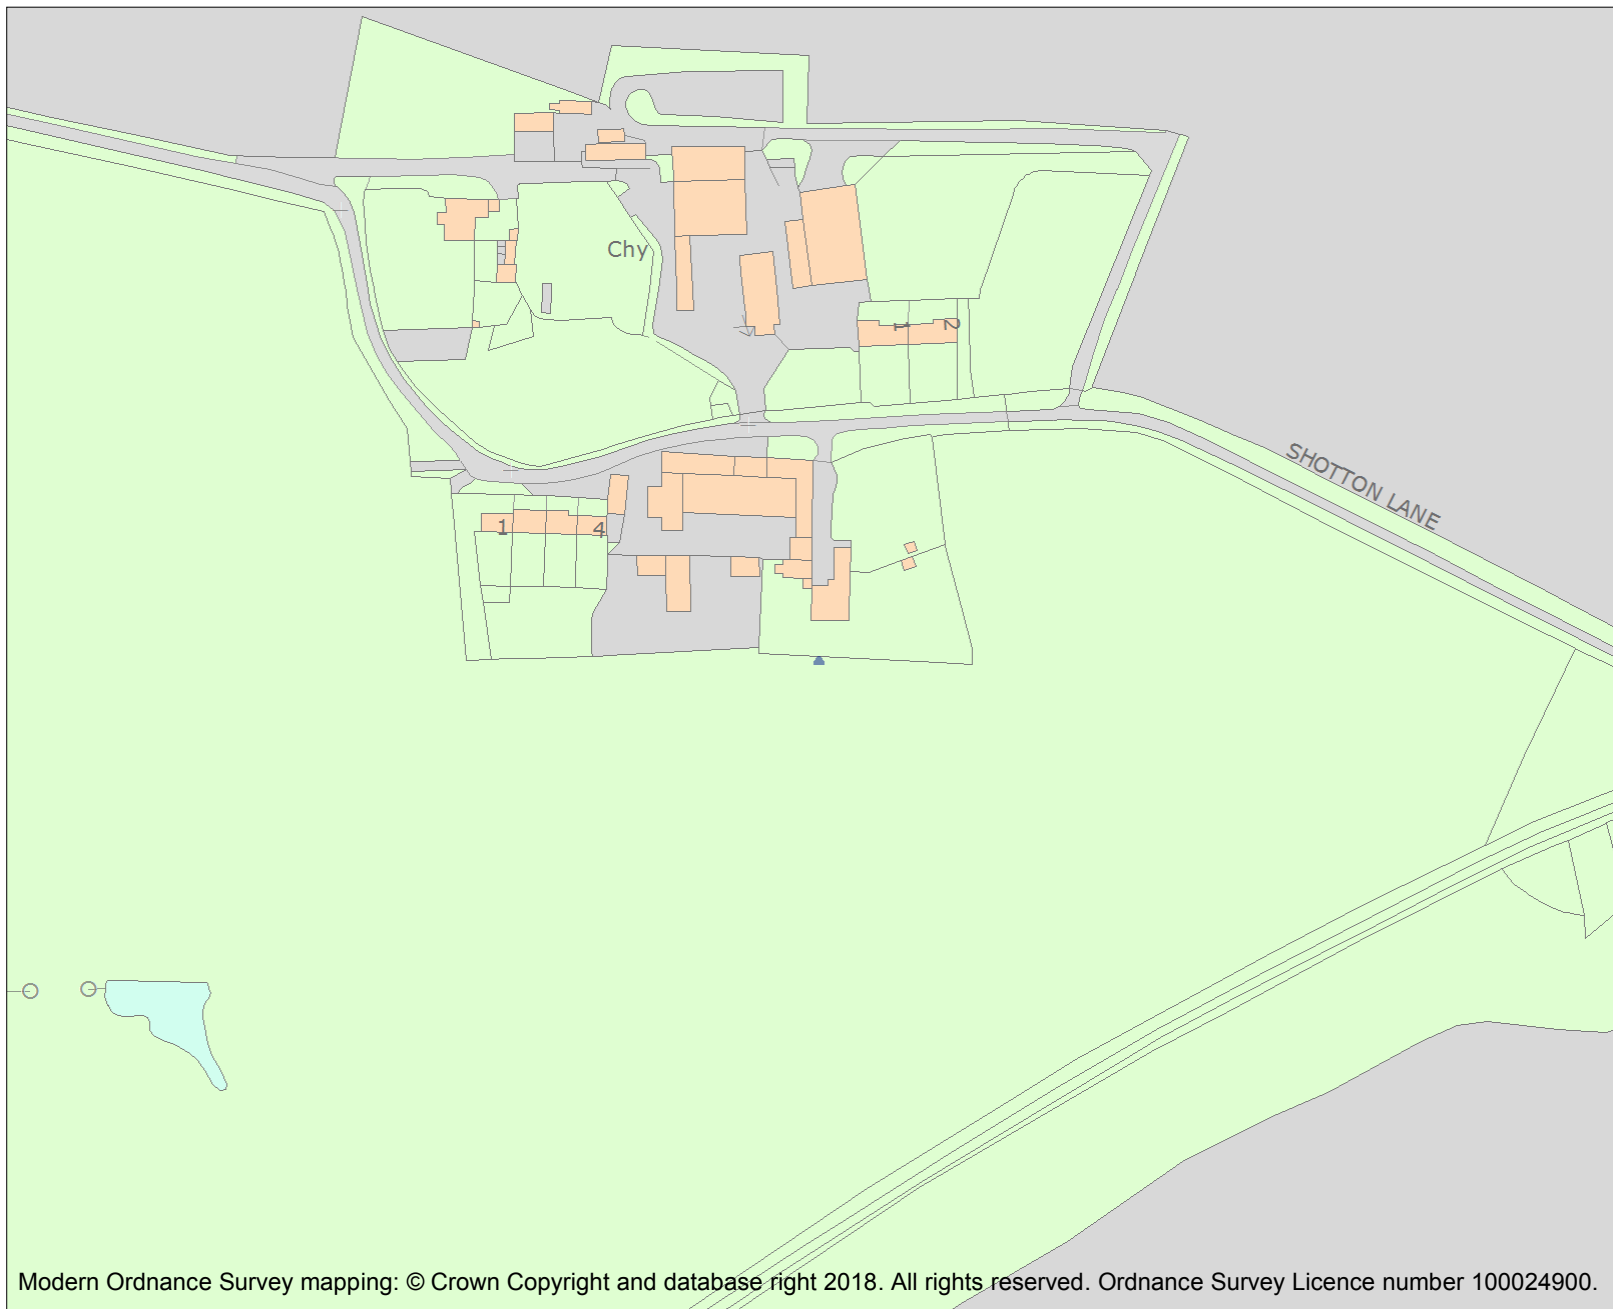 Chy
1
2
SHOTTON LANE
1
4
Modern Ordnance Survey mapping: © Crown Copyright and database right 2018. All rights reserved. Ordnance Survey Licence number 100024900.